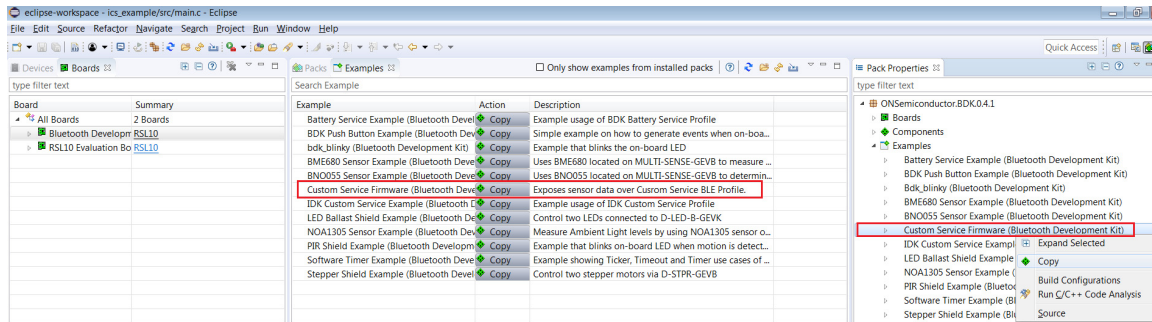 eclipse-workspace - ics_example/src/main.c - Eclipse
File Edit Source Refactor Navigate Search Project Run Window Help
Quick Access
Devices Boards
type filter text
Board Summary
All Boards 2 Boards
Bluetooth Developm RSL10
RSL10 Evaluation Bo RSL10
Packs Examples
Only show examples from installed packs
Search Example
Example Action Description
Battery Service Example (Bluetooth Devel Copy Example usage of BDK Battery Service Profile
BDK Push Button Example (Bluetooth Dev Copy Simple example on how to generate events when on-boa...
bdk_blinky (Bluetooth Development Kit) Copy Example that blinks the on-board LED
BME680 Sensor Example (Bluetooth Deve Copy Uses BME680 located on MULTI-SENSE-GEVB to measure ...
BNO055 Sensor Example (Bluetooth Deve Copy Uses BNO055 located on MULTI-SENSE-GEVB to determin...
Custom Service Firmware (Bluetooth Deve Copy Exposes sensor data over Cusrom Service BLE Profile.
IDK Custom Service Example (Bluetooth D Copy Example usage of IDK Custom Service Profile
LED Ballast Shield Example (Bluetooth De Copy Control two LEDs connected to D-LED-B-GEVK
NOA1305 Sensor Example (Bluetooth Dev Copy Measure Ambient Light levels by using NOA1305 sensor o...
PIR Shield Example (Bluetooth Developm Copy Example that blinks on-board LED when motion is detect...
Software Timer Example (Bluetooth Devel Copy Example showing Ticker, Timeout and Timer use cases of ...
Stepper Shield Example (Bluetooth Devel Copy Control two stepper motors via D-STPR-GEVB
Pack Properties
type filter text
ONSemiconductor.BDK.0.4.1
Boards
Components
Examples
Battery Service Example (Bluetooth Development Kit)
BDK Push Button Example (Bluetooth Development Kit)
Bdk_blinky (Bluetooth Development Kit)
BME680 Sensor Example (Bluetooth Development Kit)
BNO055 Sensor Example (Bluetooth Development Kit)
Custom Service Firmware (Bluetooth Development Kit)
IDK Custom Service Exampl
LED Ballast Shield Example
NOA1305 Sensor Example (
PIR Shield Example (Bluetoo
Software Timer Example (Bl
Stepper Shield Example (Bl
Expand Selected
Copy
Build Configurations
Run C/C++ Code Analysis
Source